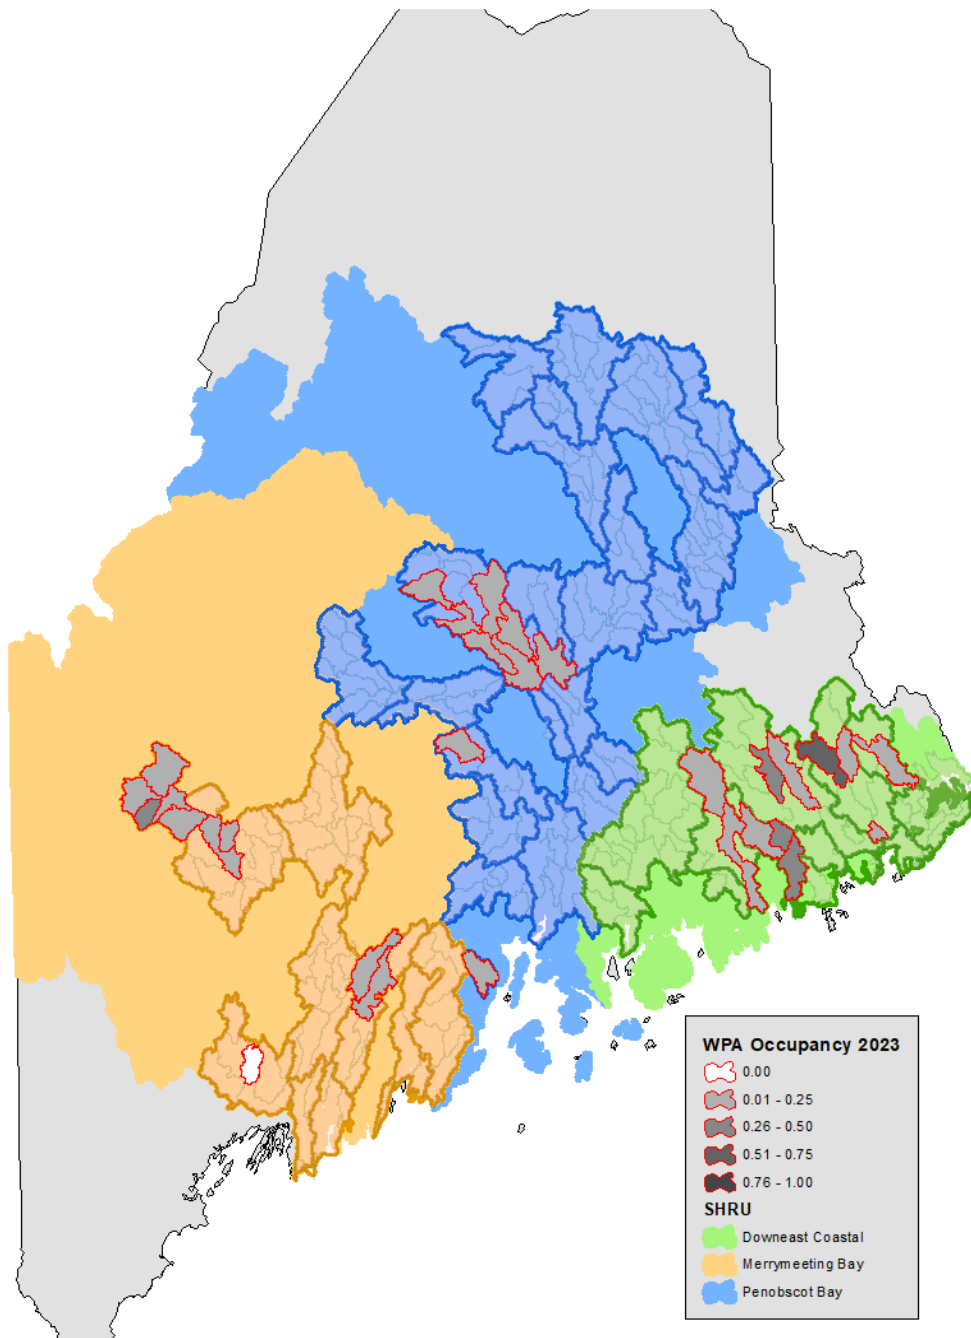 WPA Occupancy 2023
0.00
0.01 - 0.25
0.26 - 0.50
0.51 - 0.75
0.76 - 1.00
SHRU
Downeast Coastal
Merrymeeting Bay
Penobscot Bay